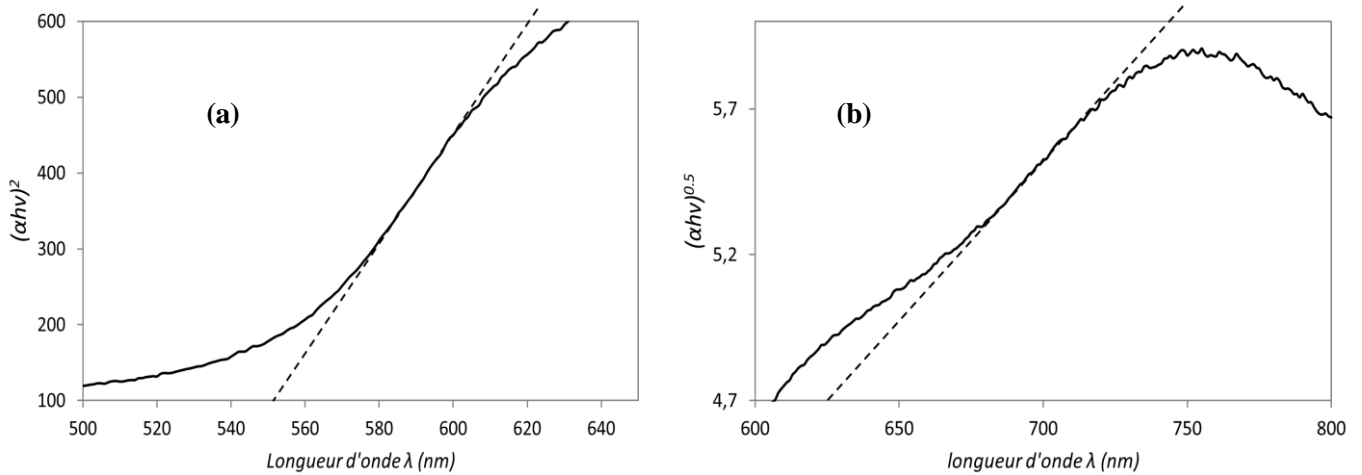 600
500
400
300
200
100
(a)
(αhν)²
500 520 540 560 580 600 620 640
Longueur d'onde λ (nm)
5,7
5,2
4,7
(b)
(αhν)^0.5
600 650 700 750 800
longueur d'onde λ (nm)